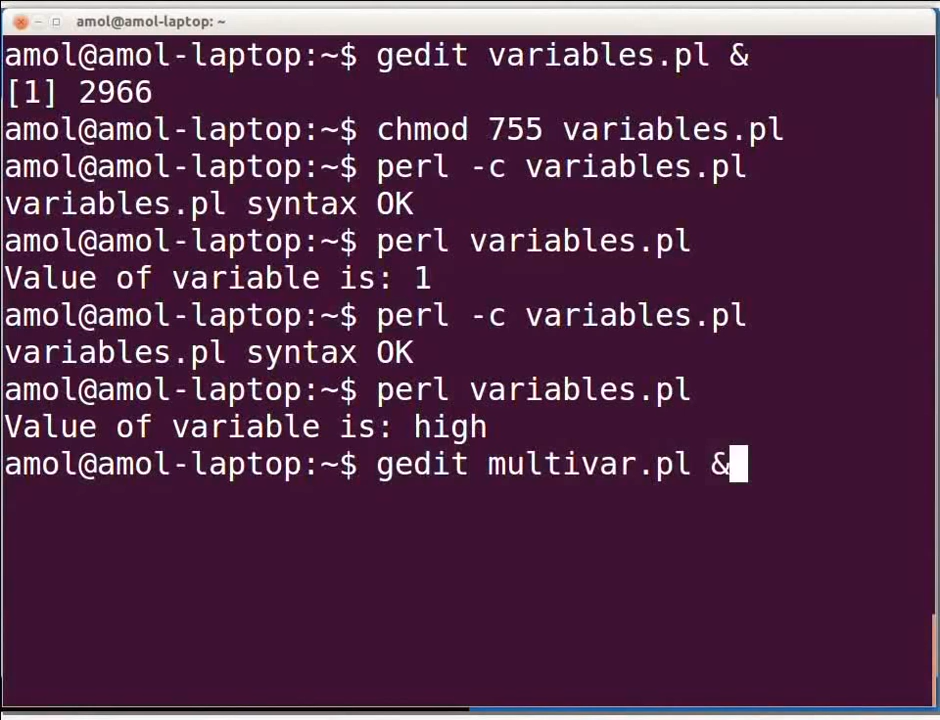 amol@amol-laptop: ~
amol@amol-laptop:~$ gedit variables.pl &
[1] 2966
amol@amol-laptop:~$ chmod 755 variables.pl
amol@amol-laptop:~$ perl -c variables.pl
variables.pl syntax OK
amol@amol-laptop:~$ perl variables.pl
Value of variable is: 1
amol@amol-laptop:~$ perl -c variables.pl
variables.pl syntax OK
amol@amol-laptop:~$ perl variables.pl
Value of variable is: high
amol@amol-laptop:~$ gedit multivar.pl &